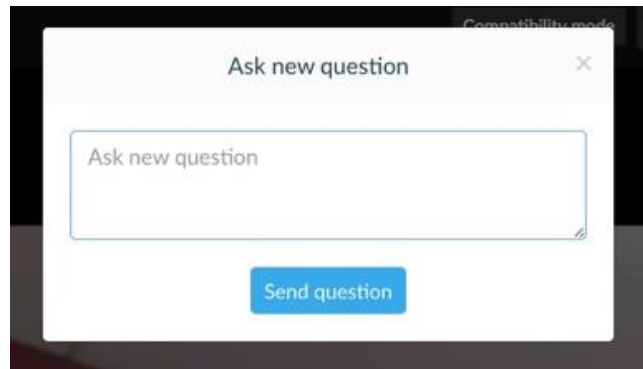 Compatibility mode
Ask new question
×
Ask new question
Send question